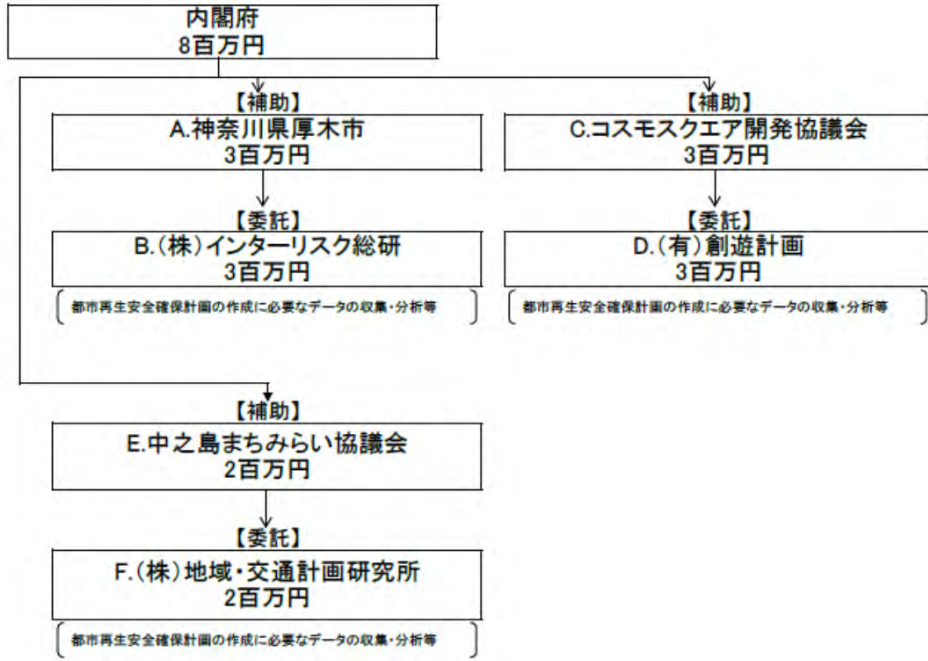 内閣府
8百万円
【補助】
A.神奈川県厚木市
3百万円
【委託】
B.(株)インターリスク総研
3百万円
都市再生安全確保計画の作成に必要なデータの収集・分析等
【補助】
C.コスモスクエア開発協議会
3百万円
【委託】
D.(有)創遊計画
3百万円
都市再生安全確保計画の作成に必要なデータの収集・分析等
【補助】
E.中之島まちみらい協議会
2百万円
【委託】
F.(株)地域・交通計画研究所
2百万円
都市再生安全確保計画の作成に必要なデータの収集・分析等